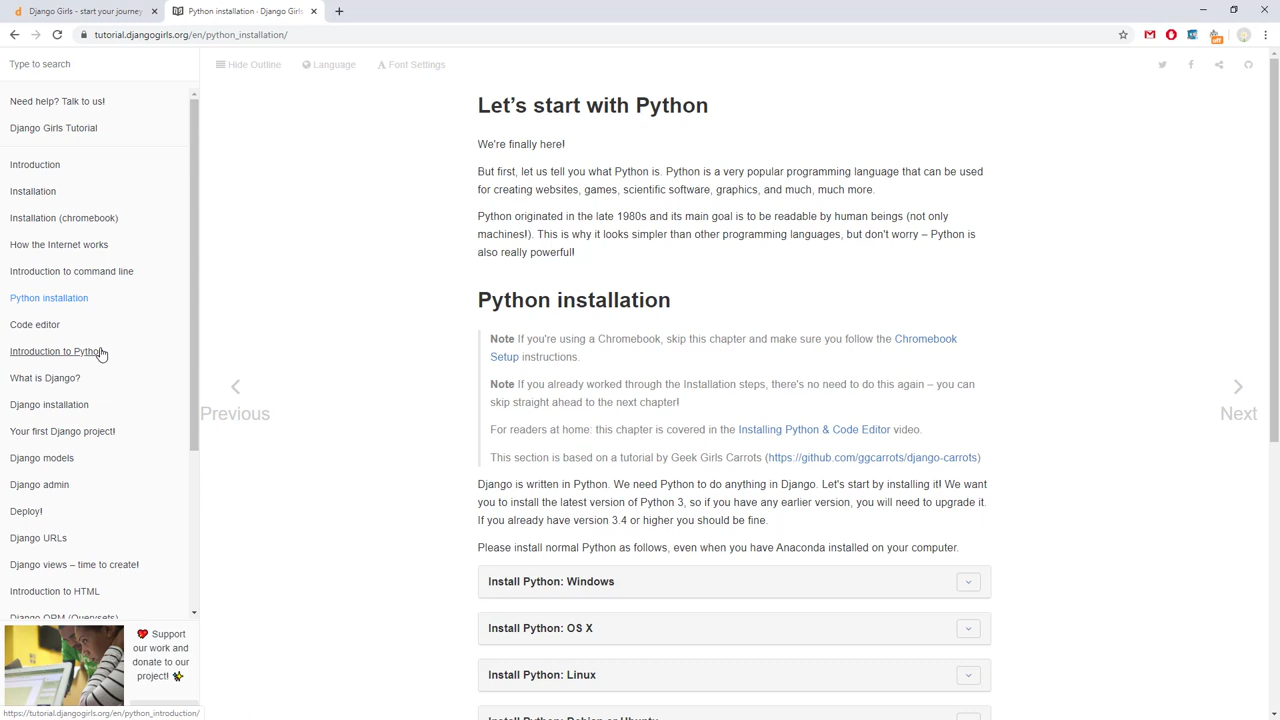 Django Girls - start your journey
Python installation · Django Girls
tutorial.djangogirls.org/en/python_installation/
off
Type to search
Hide Outline
Language
Font Settings
Need help? Talk to us!
Django Girls Tutorial
Introduction
Installation
Installation (chromebook)
How the Internet works
Introduction to command line
Python installation
Code editor
Introduction to Python
What is Django?
Django installation
Your first Django project!
Django models
Django admin
Deploy!
Django URLs
Django views – time to create!
Introduction to HTML
Django ORM (Querysets)
Support
our work and
donate to our
project!
https://tutorial.djangogirls.org/en/python_introduction/
Let’s start with Python
We're finally here!
But first, let us tell you what Python is. Python is a very popular programming language that can be used
for creating websites, games, scientific software, graphics, and much, much more.
Python originated in the late 1980s and its main goal is to be readable by human beings (not only
machines!). This is why it looks simpler than other programming languages, but don't worry – Python is
also really powerful!
Python installation
Note If you're using a Chromebook, skip this chapter and make sure you follow the Chromebook
Setup instructions.
Note If you already worked through the Installation steps, there's no need to do this again – you can
skip straight ahead to the next chapter!
For readers at home: this chapter is covered in the Installing Python & Code Editor video.
This section is based on a tutorial by Geek Girls Carrots (https://github.com/ggcarrots/django-carrots)
Django is written in Python. We need Python to do anything in Django. Let's start by installing it! We want
you to install the latest version of Python 3, so if you have any earlier version, you will need to upgrade it.
If you already have version 3.4 or higher you should be fine.
Please install normal Python as follows, even when you have Anaconda installed on your computer.
Install Python: Windows
Install Python: OS X
Install Python: Linux
Install Python: Debian or Ubuntu
Previous
Next